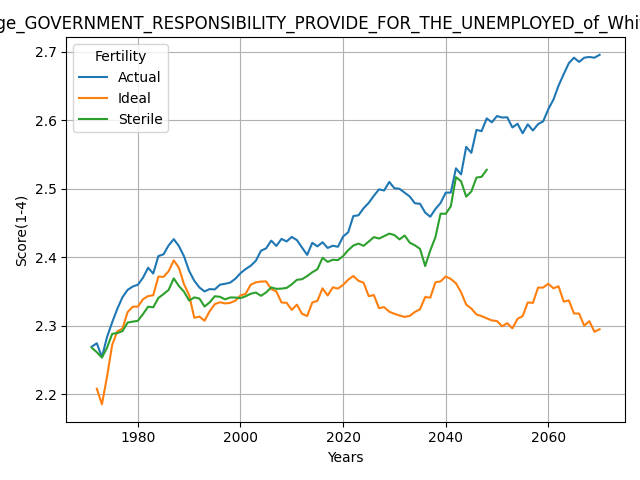 ge_GOVERNMENT_RESPONSIBILITY_PROVIDE_FOR_THE_UNEMPLOYED_of_Whi
Fertility
Actual
Ideal
Sterile
2.7
2.6
2.5
2.4
2.3
2.2
Score(1-4)
1980 2000 2020 2040 2060
Years